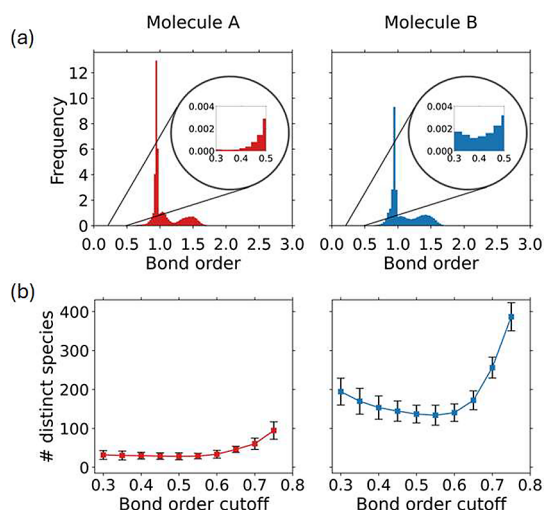 Molecule A Molecule B
(a)
Frequency
12
10
8
6
4
2
0
0.004
0.002
0.000
0.3 0.4 0.5
0.004
0.002
0.000
0.3 0.4 0.5
0.0 0.5 1.0 1.5 2.0 2.5 3.0
0.0 0.5 1.0 1.5 2.0 2.5 3.0
Bond order Bond order
(b)
# distinct species
400
300
200
100
0
0.3 0.4 0.5 0.6 0.7 0.8
0.3 0.4 0.5 0.6 0.7 0.8
Bond order cutoff Bond order cutoff